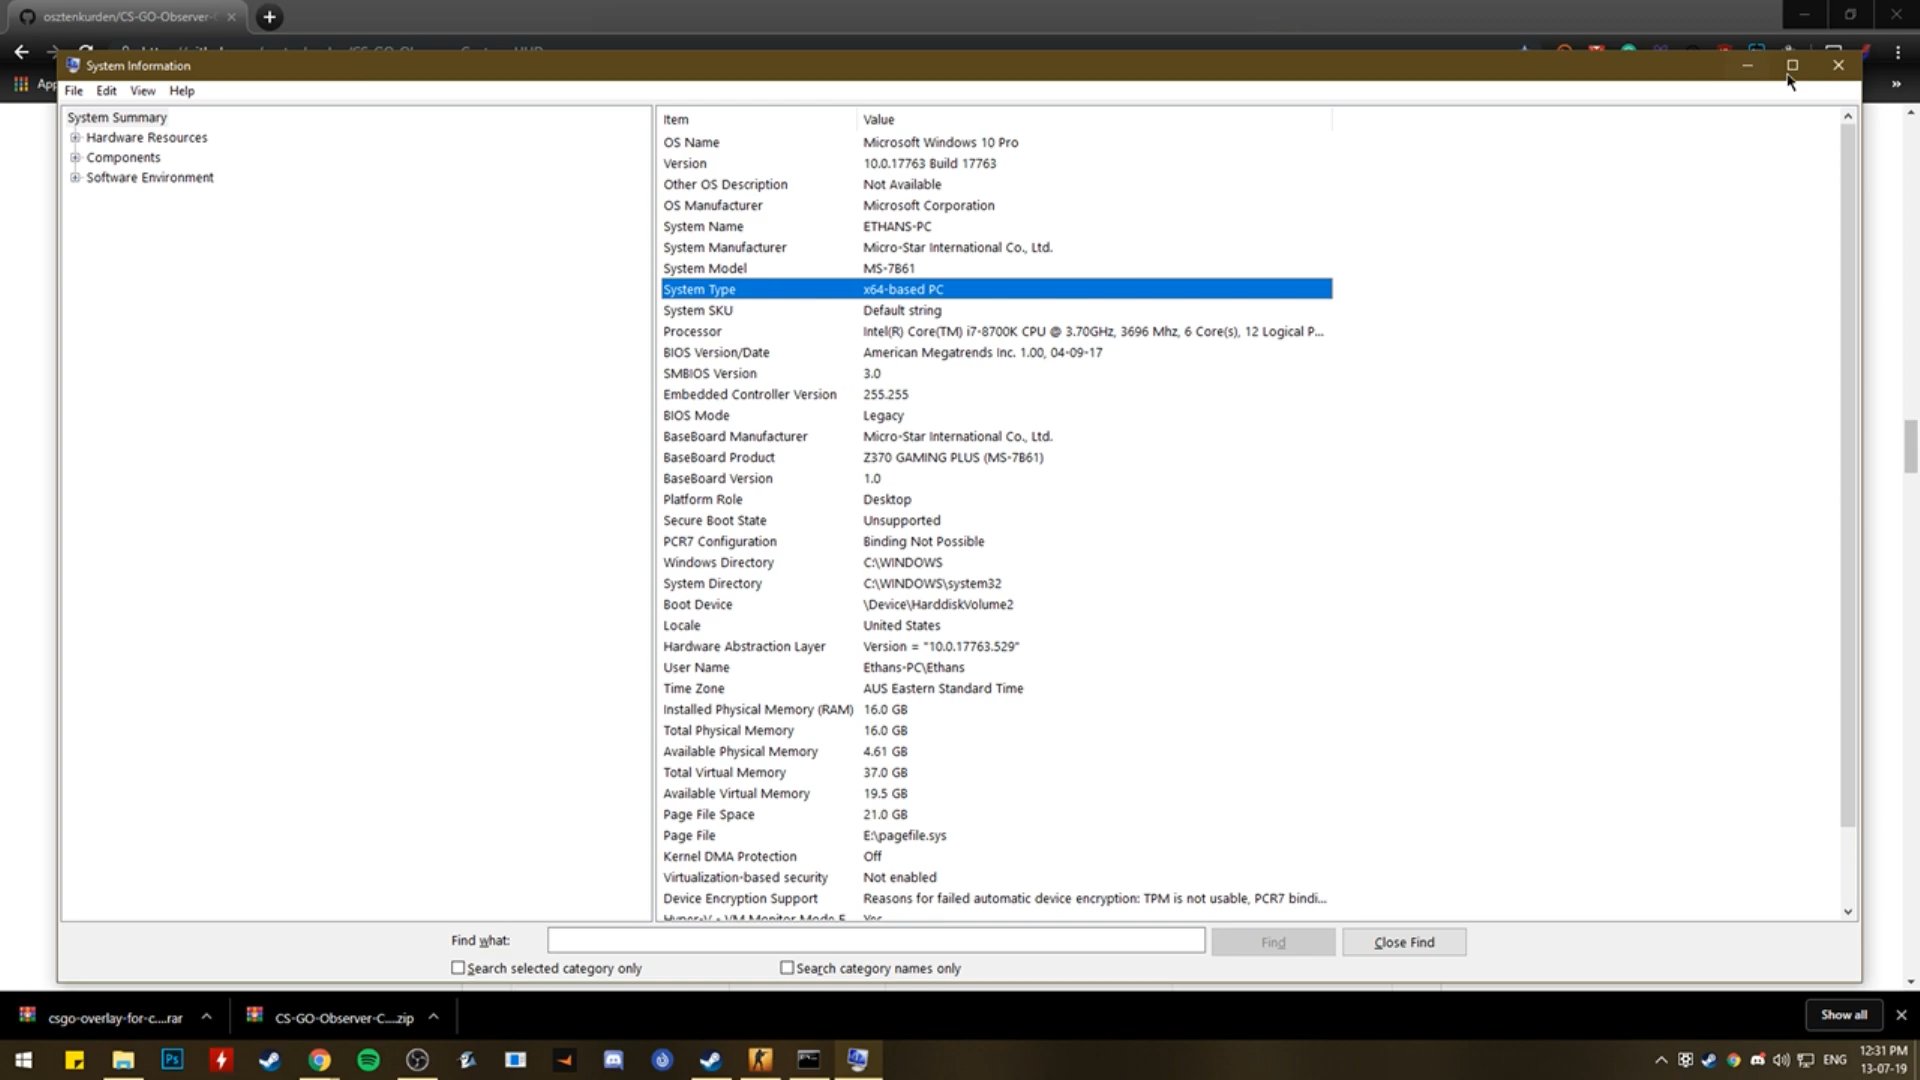 osztenkurden/CS-GO-Observer-
System Information
App
File Edit View Help
System Summary
Hardware Resources
Components
Software Environment
Item Value
OS Name Microsoft Windows 10 Pro
Version 10.0.17763 Build 17763
Other OS Description Not Available
OS Manufacturer Microsoft Corporation
System Name ETHANS-PC
System Manufacturer Micro-Star International Co., Ltd.
System Model MS-7B61
System Type x64-based PC
System SKU Default string
Processor Intel(R) Core(TM) i7-8700K CPU @ 3.70GHz, 3696 Mhz, 6 Core(s), 12 Logical P...
BIOS Version/Date American Megatrends Inc. 1.00, 04-09-17
SMBIOS Version 3.0
Embedded Controller Version 255.255
BIOS Mode Legacy
BaseBoard Manufacturer Micro-Star International Co., Ltd.
BaseBoard Product Z370 GAMING PLUS (MS-7B61)
BaseBoard Version 1.0
Platform Role Desktop
Secure Boot State Unsupported
PCR7 Configuration Binding Not Possible
Windows Directory C:\WINDOWS
System Directory C:\WINDOWS\system32
Boot Device \Device\HarddiskVolume2
Locale United States
Hardware Abstraction Layer Version = "10.0.17763.529"
User Name Ethans-PC\Ethans
Time Zone AUS Eastern Standard Time
Installed Physical Memory (RAM) 16.0 GB
Total Physical Memory 16.0 GB
Available Physical Memory 4.61 GB
Total Virtual Memory 37.0 GB
Available Virtual Memory 19.5 GB
Page File Space 21.0 GB
Page File E:\pagefile.sys
Kernel DMA Protection Off
Virtualization-based security Not enabled
Device Encryption Support Reasons for failed automatic device encryption: TPM is not usable, PCR7 bindi...
Hyper-V - VM Monitor Mode E Yes
Find what: Find Close Find
Search selected category only Search category names only
csgo-overlay-for-c....rar CS-GO-Observer-C....zip Show all
Ps ENG 12:31 PM
13-07-19